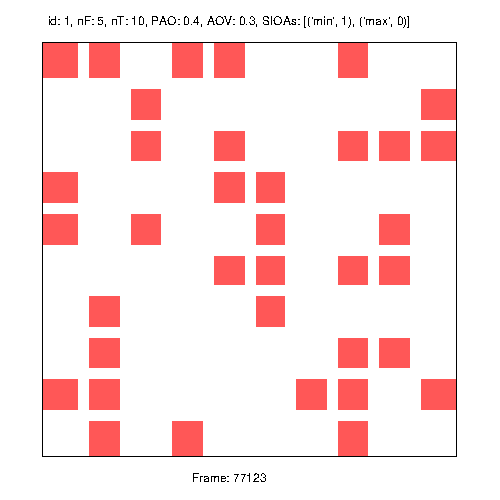 id: 1, nF: 5, nT: 10, PAO: 0.4, AOV: 0.3, SIOAs: [('min', 1), ('max', 0)]
Frame: 77123